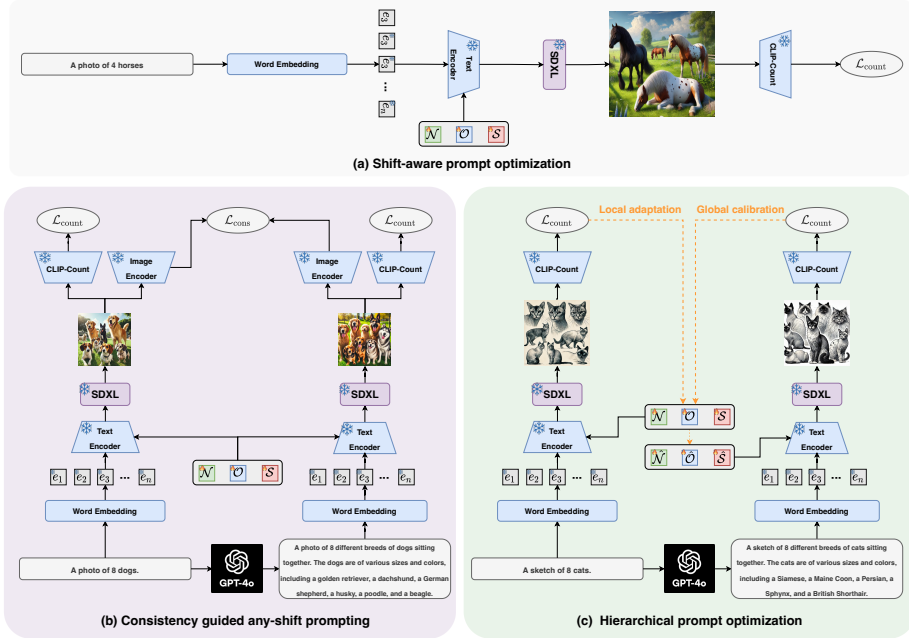 A photo of 4 horses
Word Embedding
e3
e3
e3
...
en
Text
Encoder
N O S
SDXL
CLIP-Count
ℒcount
(a) Shift-aware prompt optimization
ℒcount
ℒcons
ℒcount
CLIP-Count
Image
Encoder
Image
Encoder
CLIP-Count
SDXL
SDXL
Text
Encoder
Text
Encoder
N O S
e1 e2 e3 ... en
e1 e2 e3 ... en
Word Embedding
Word Embedding
A photo of 8 dogs.
GPT-4o
A photo of 8 different breeds of dogs sitting
together. The dogs are of various sizes and colors,
including a golden retriever, a dachshund, a German
shepherd, a husky, a poodle, and a beagle.
(b) Consistency guided any-shift prompting
ℒcount
Local adaptation
Global calibration
ℒcount
CLIP-Count
CLIP-Count
SDXL
SDXL
N O S
N̂ Ô Ŝ
Text
Encoder
Text
Encoder
e1 e2 e3 ... en
e1 e2 e3 ... en
Word Embedding
Word Embedding
A sketch of 8 cats.
GPT-4o
A sketch of 8 different breeds of cats sitting
together. The cats are of various sizes and colors,
including a Siamese, a Maine Coon, a Persian, a
Sphynx, and a British Shorthair.
(c) Hierarchical prompt optimization